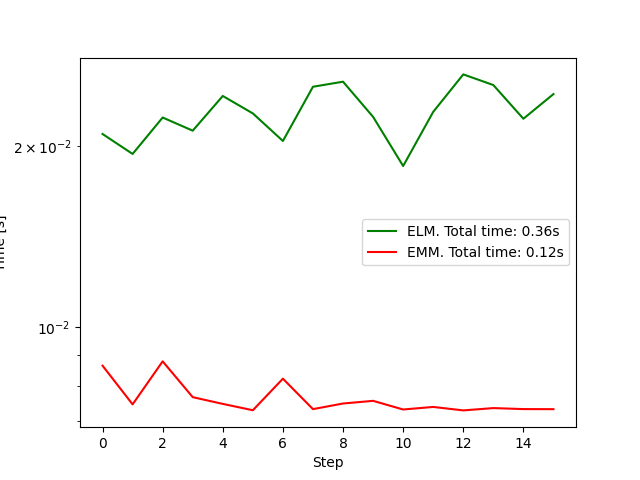 2 × 10⁻²
10⁻²
Time [s]
ELM. Total time: 0.36s
EMM. Total time: 0.12s
0 2 4 6 8 10 12 14
Step